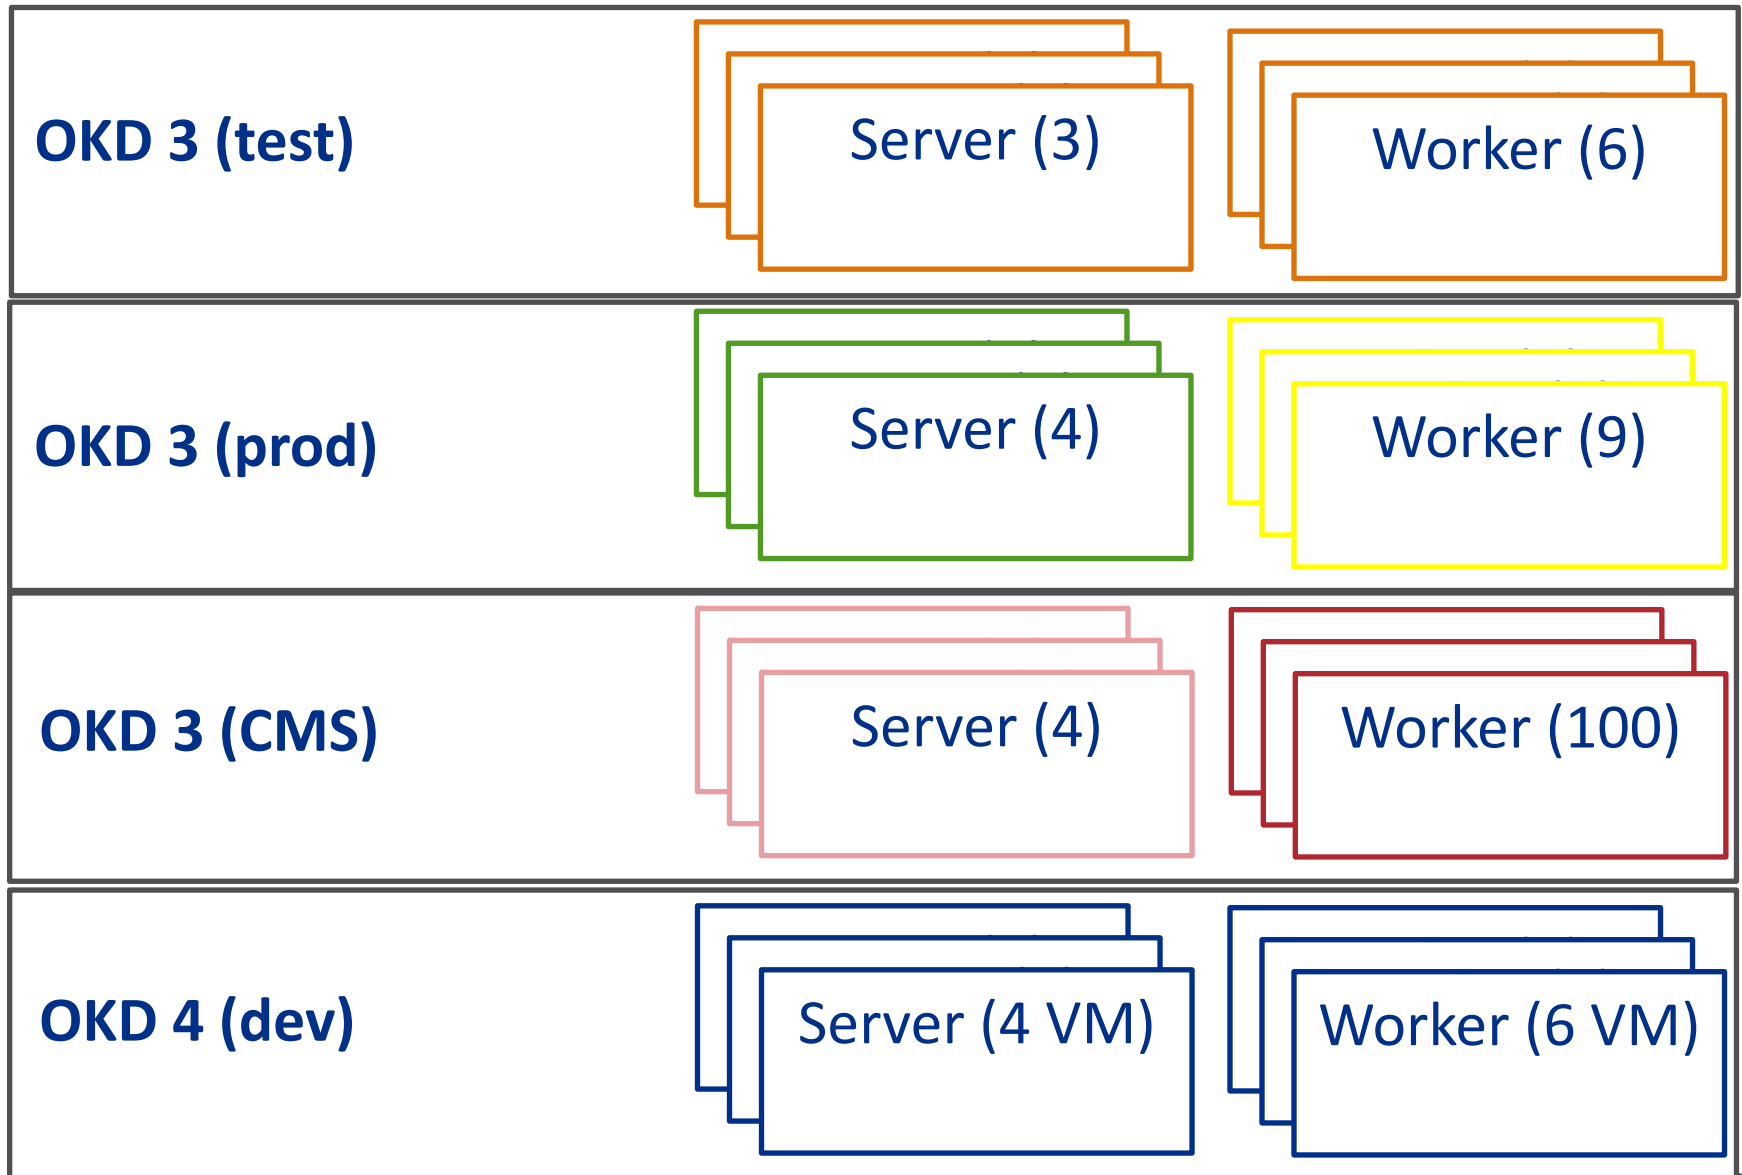 OKD 3 (test)
Server (3)
Worker (6)
OKD 3 (prod)
Server (4)
Worker (9)
OKD 3 (CMS)
Server (4)
Worker (100)
OKD 4 (dev)
Server (4 VM)
Worker (6 VM)